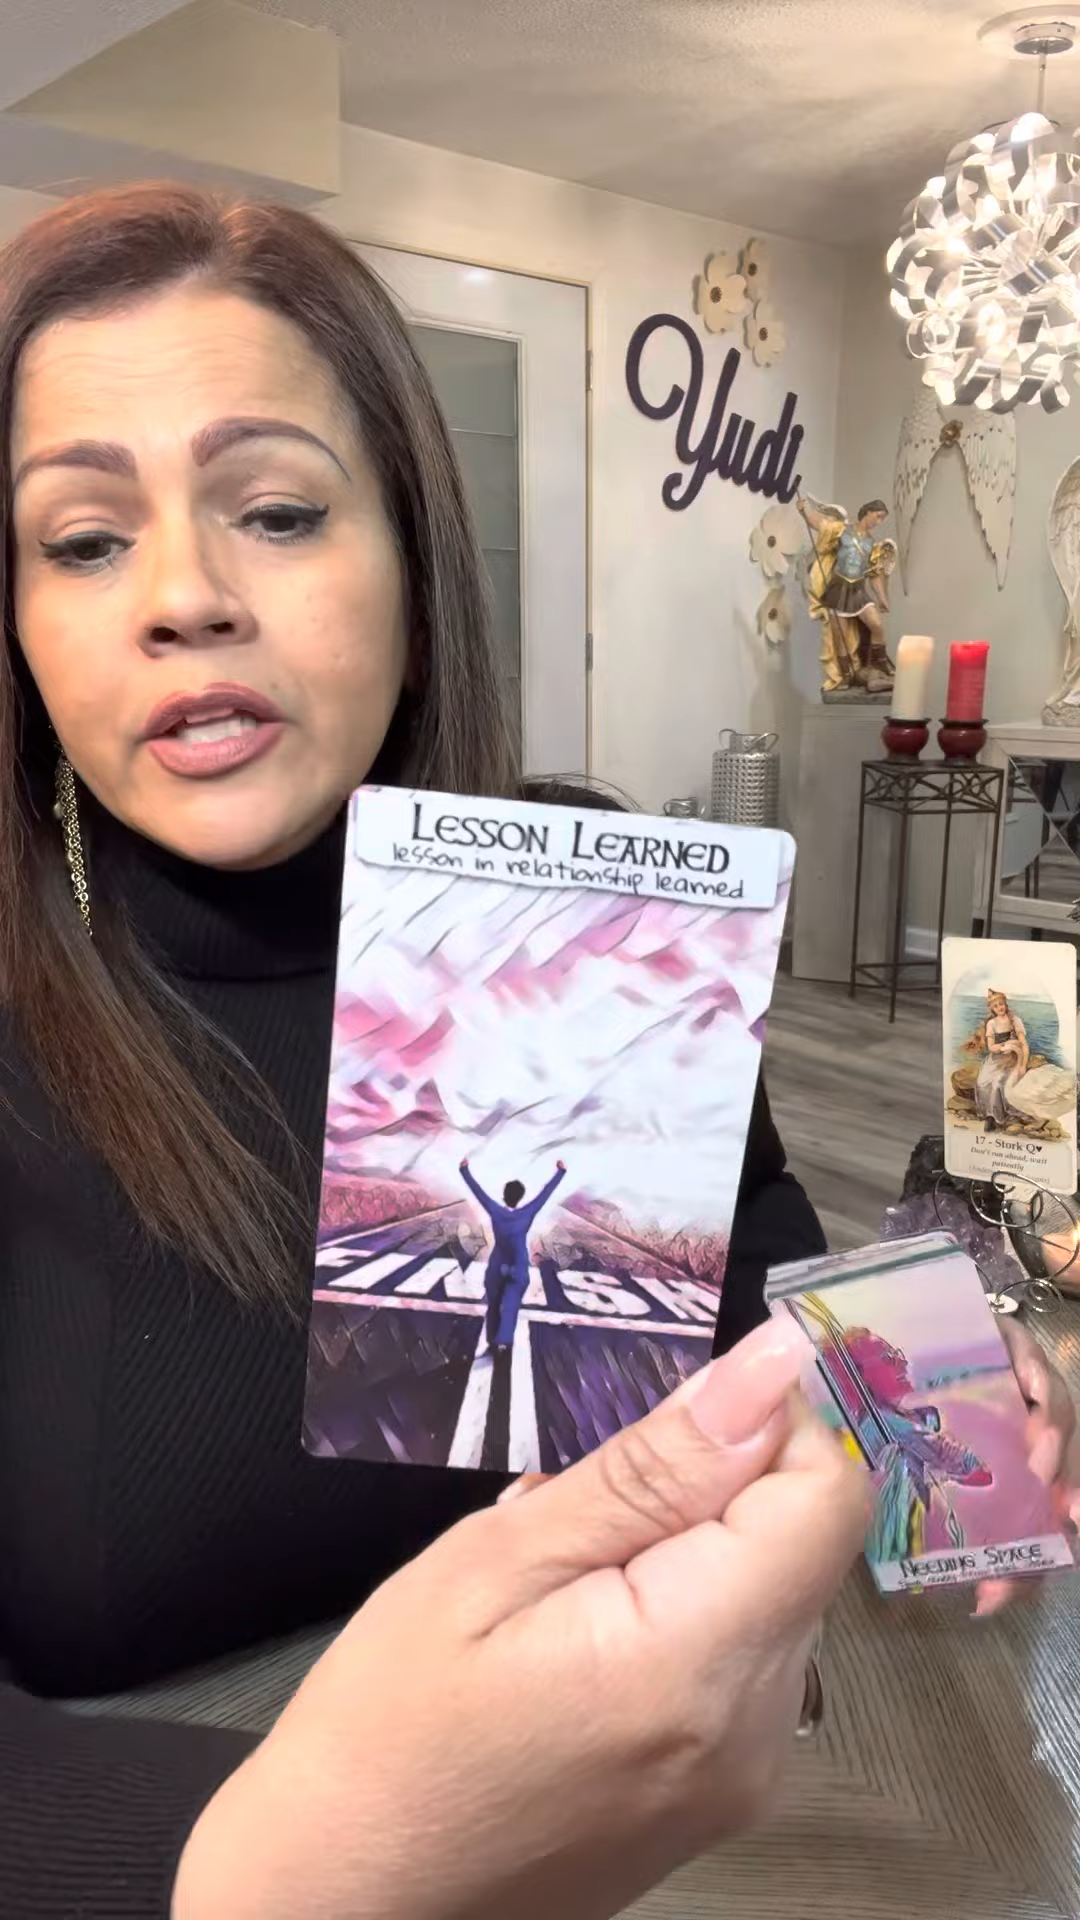 Yudi
LESSON LEARNED
lesson in relationship learned
FINISH
17 - Stork Q♥
Don't run ahead, wait
patiently
NEEDING SPACE